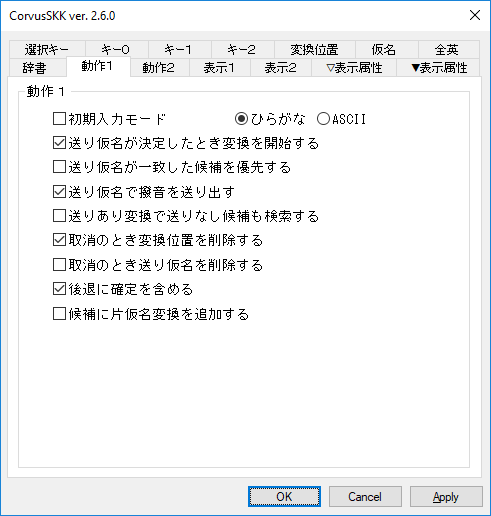 CorvusSKK ver. 2.6.0
選択キー キー0 キー1 キー2 変換位置 仮名 全英
辞書 動作1 動作2 表示1 表示2 ▽表示属性 ▼表示属性
動作1
初期入力モード ひらがな ASCII
送り仮名が決定したとき変換を開始する
送り仮名が一致した候補を優先する
送り仮名で撥音を送り出す
送りあり変換で送りなし候補も検索する
取消のとき変換位置を削除する
取消のとき送り仮名を削除する
後退に確定を含める
候補に片仮名変換を追加する
OK Cancel Apply